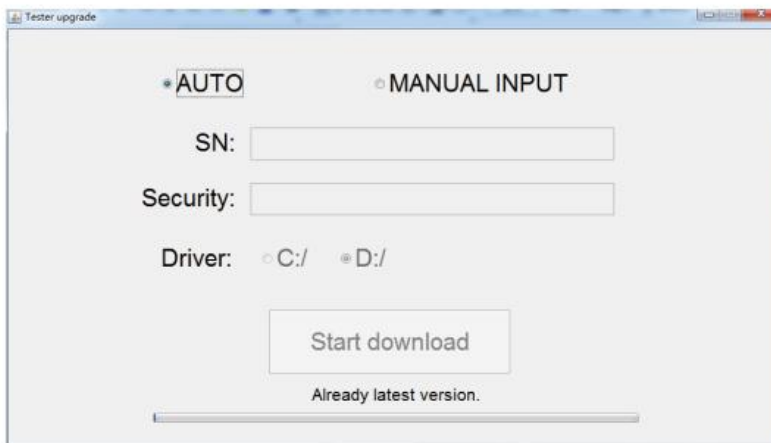 Tester upgrade
AUTO MANUAL INPUT
SN:
Security:
Driver: C:/ D:/
Start download
Already latest version.